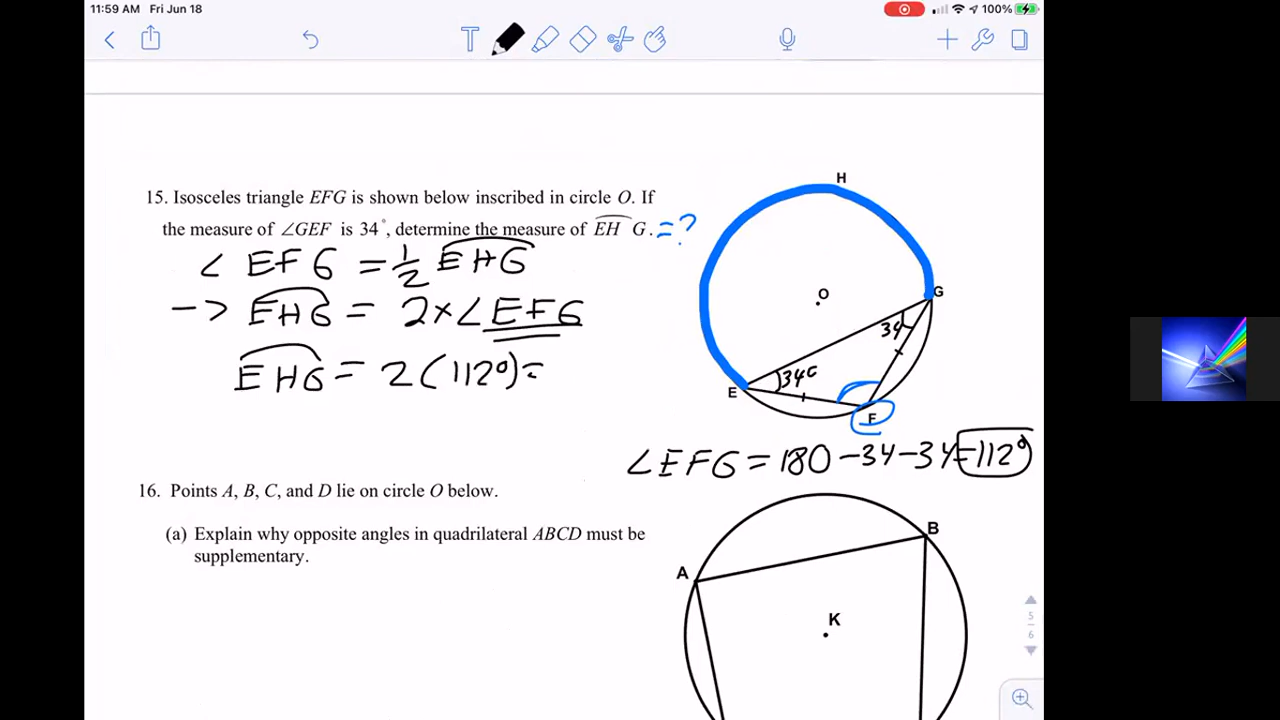 11:59 AM Fri Jun 18
100%
T
H
15. Isosceles triangle EFG is shown below inscribed in circle O. If
the measure of ∠GEF is 34°, determine the measure of EH G. = ?
∠ EFG = 1/2 EHG
O
G
-> EHG = 2 × ∠ EFG
34
EHG = 2 (112°) =
34°
E
F
∠EFG = 180 - 34 - 34 = 112°
16. Points A, B, C, and D lie on circle O below.
(a) Explain why opposite angles in quadrilateral ABCD must be
supplementary.
B
A
K
5
6